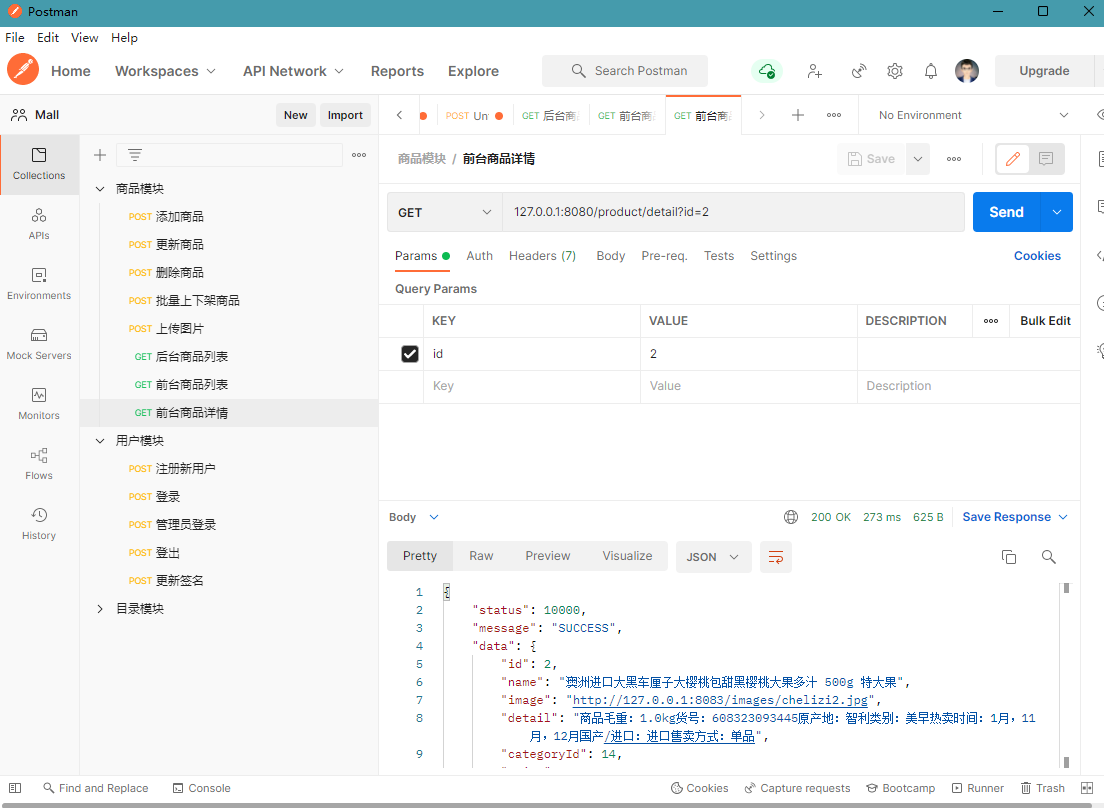 Postman
File Edit View Help
Home Workspaces API Network Reports Explore Search Postman Upgrade
Mall New Import
POST Un GET 后台商 GET 前台商 GET 前台商 No Environment
Collections
APIs
Environments
Mock Servers
Monitors
Flows
History
商品模块
POST 添加商品
POST 更新商品
POST 删除商品
POST 批量上下架商品
POST 上传图片
GET 后台商品列表
GET 前台商品列表
GET 前台商品详情
用户模块
POST 注册新用户
POST 登录
POST 管理员登录
POST 登出
POST 更新签名
目录模块
商品模块 / 前台商品详情 Save
GET 127.0.0.1:8080/product/detail?id=2 Send
Params Auth Headers (7) Body Pre-req. Tests Settings Cookies
Query Params
KEY VALUE DESCRIPTION Bulk Edit
id 2
Key Value Description
Body 200 OK 273 ms 625 B Save Response
Pretty Raw Preview Visualize JSON
1 {
2 "status": 10000,
3 "message": "SUCCESS",
4 "data": {
5 "id": 2,
6 "name": "澳洲进口大黑车厘子大樱桃包甜黑樱桃大果多汁 500g 特大果",
7 "image": "http://127.0.0.1:8083/images/chelizi2.jpg",
8 "detail": "商品毛重：1.0kg货号：608323093445原产地：智利类别：美早热卖时间：1月，11
月，12月国产/进口：进口售卖方式：单品",
9 "categoryId": 14,
Find and Replace Console Cookies Capture requests Bootcamp Runner Trash